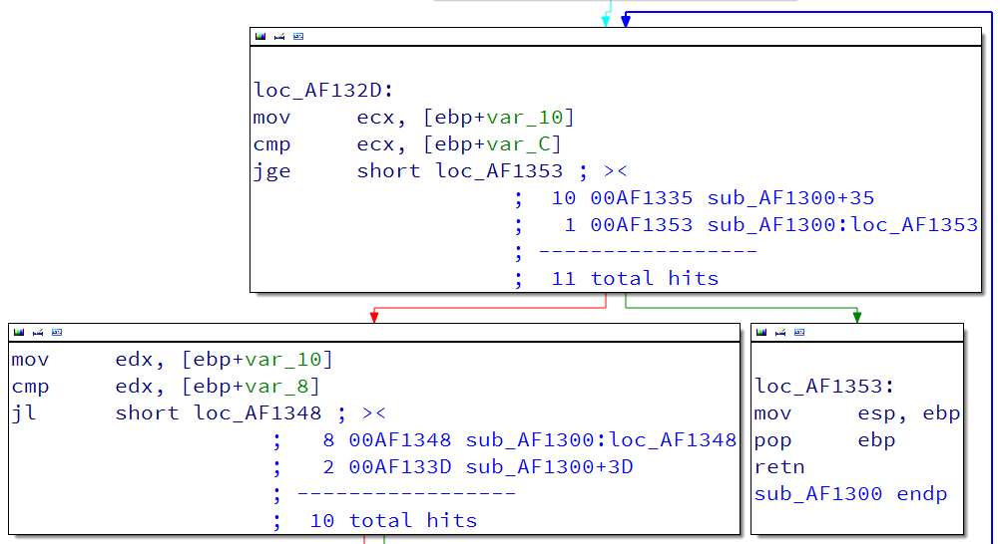 loc_AF132D:
mov ecx, [ebp+var_10]
cmp ecx, [ebp+var_C]
jge short loc_AF1353 ; ><
; 10 00AF1335 sub_AF1300+35
; 1 00AF1353 sub_AF1300:loc_AF1353
; -----------------
; 11 total hits
mov edx, [ebp+var_10]
cmp edx, [ebp+var_8]
jl short loc_AF1348 ; ><
; 8 00AF1348 sub_AF1300:loc_AF1348
; 2 00AF133D sub_AF1300+3D
; -----------------
; 10 total hits
loc_AF1353:
mov esp, ebp
pop ebp
retn
sub_AF1300 endp